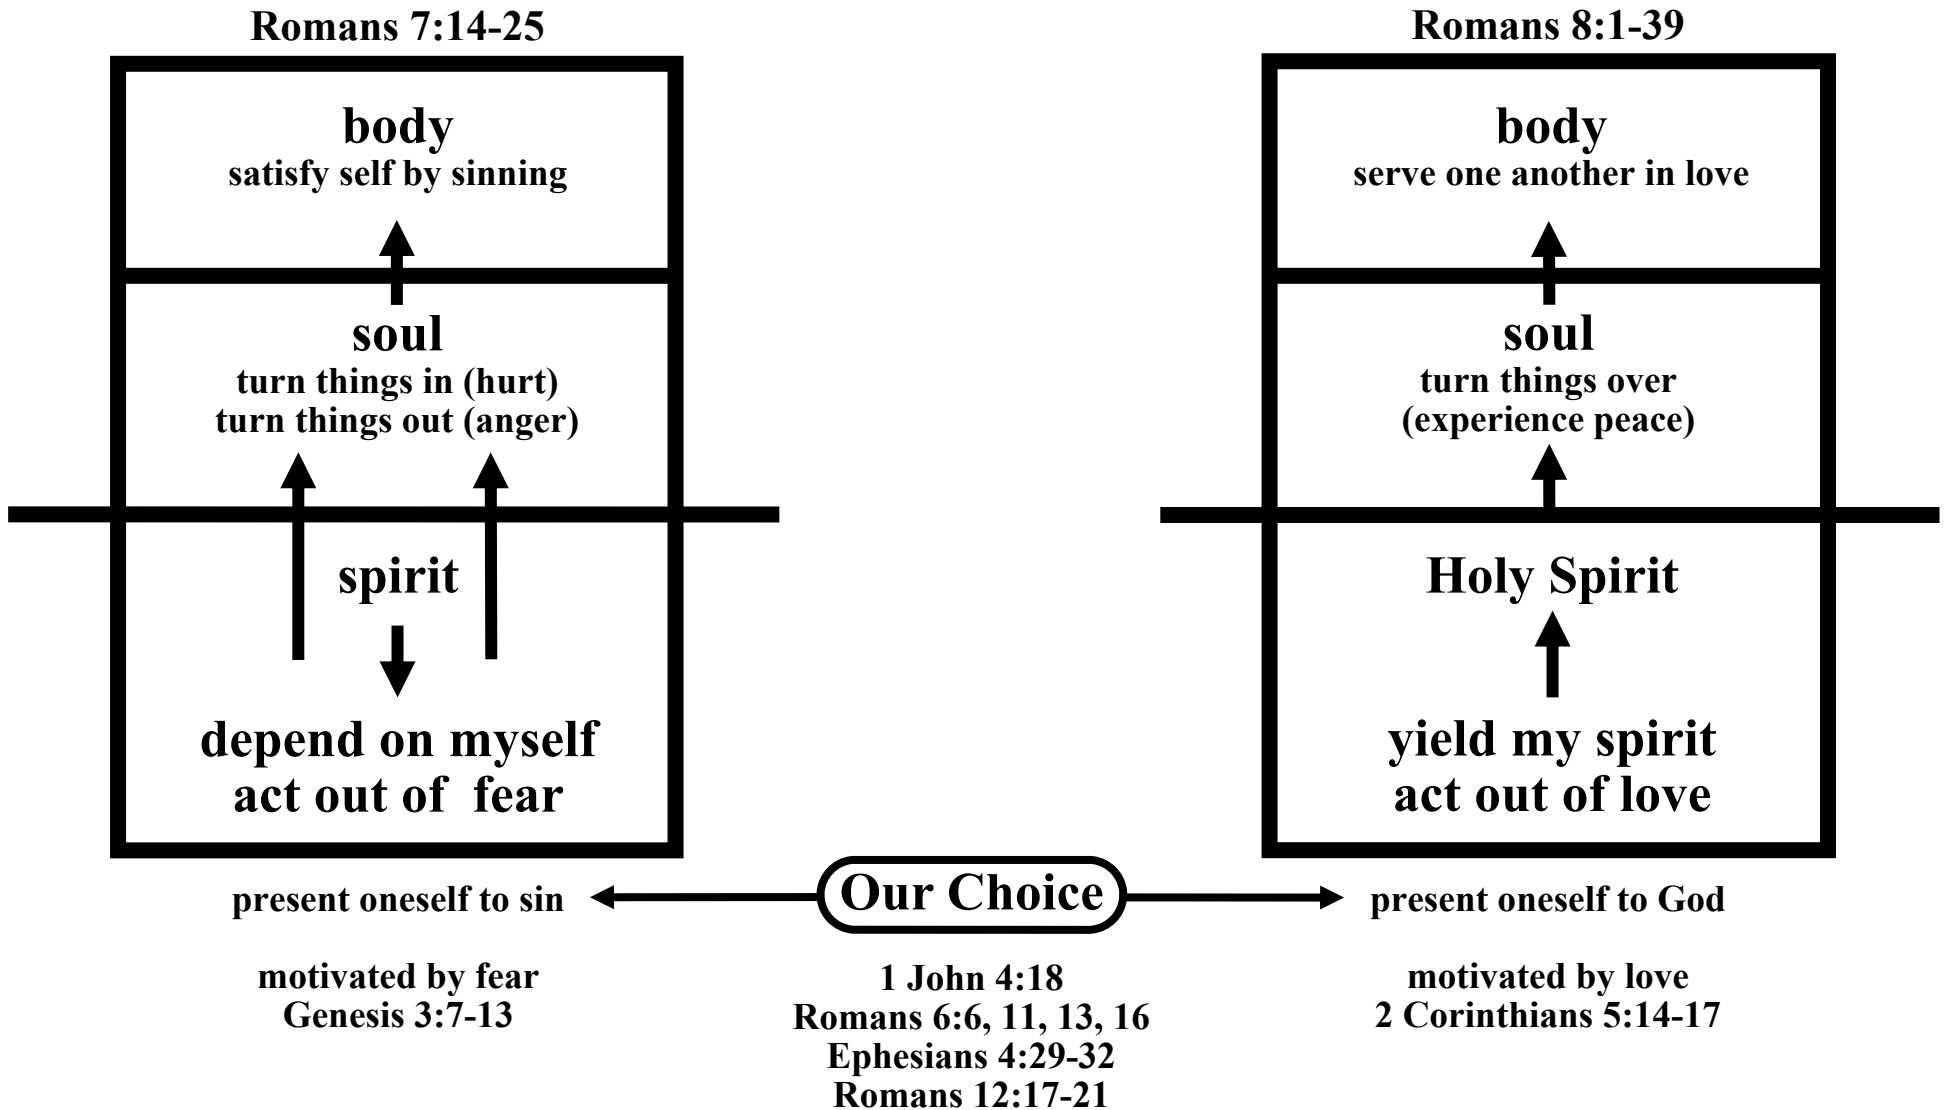 Romans 7:14-25
body
satisfy self by sinning
soul
turn things in (hurt)
turn things out (anger)
spirit
depend on myself
act out of fear
present oneself to sin
motivated by fear
Genesis 3:7-13
Our Choice
1 John 4:18
Romans 6:6, 11, 13, 16
Ephesians 4:29-32
Romans 12:17-21
Romans 8:1-39
body
serve one another in love
soul
turn things over
(experience peace)
Holy Spirit
yield my spirit
act out of love
present oneself to God
motivated by love
2 Corinthians 5:14-17